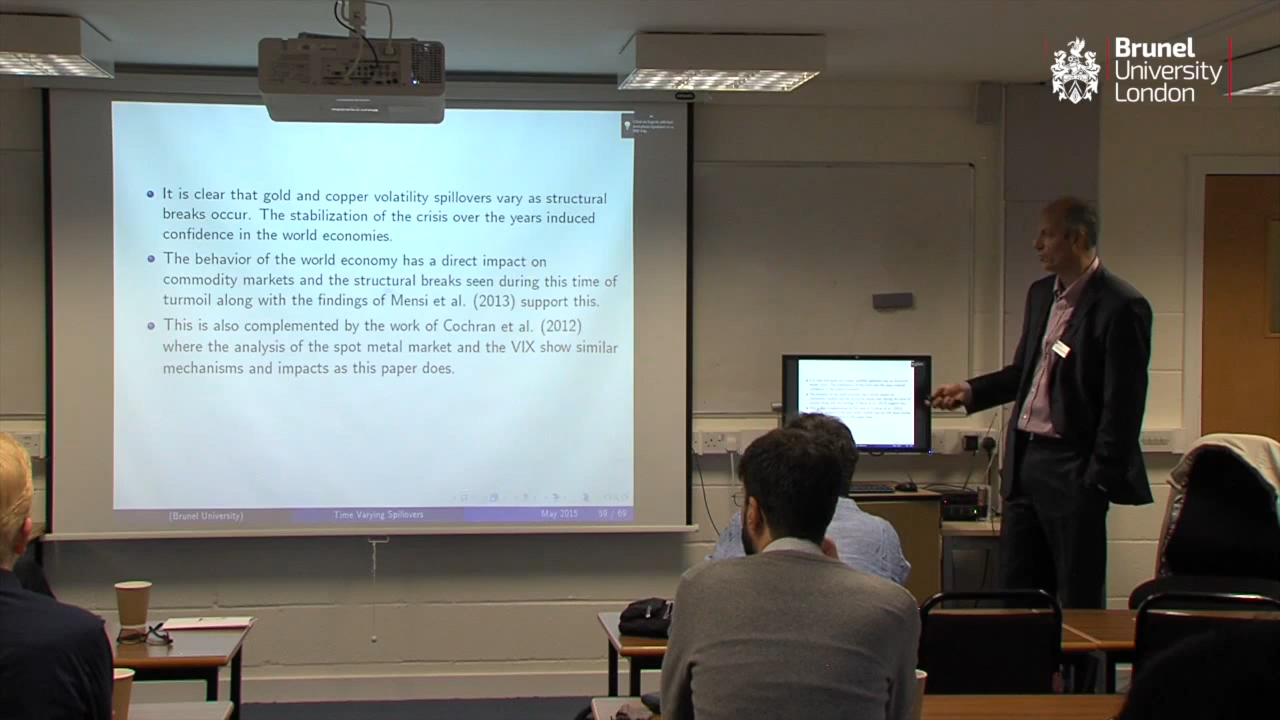 Brunel
University
London
It is clear that gold and copper volatility spillovers vary as structural
breaks occur. The stabilization of the crisis over the years induced
confidence in the world economies.
The behavior of the world economy has a direct impact on
commodity markets and the structural breaks seen during this time of
turmoil along with the findings of Mensi et al. (2013) support this.
This is also complemented by the work of Cochran et al. (2012)
where the analysis of the spot metal market and the VIX show similar
mechanisms and impacts as this paper does.
(Brunel University) Time Varying Spillovers May 2015 59 / 69